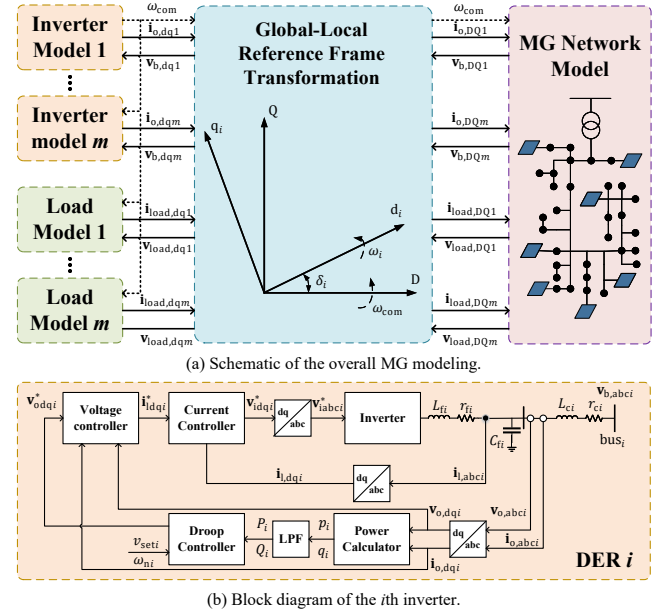 ω_com
Inverter
Model 1
i_o,dq1
v_b,dq1
Inverter
model m
i_o,dqm
v_b,dqm
Load
Model 1
i_load,dq1
v_load,dq1
Load
Model m
i_load,dqm
v_load,dqm
Global-Local
Reference Frame
Transformation
Q
q_i
d_i
ω_i
δ_i
D
ω_com
ω_com
i_o,DQ1
v_b,DQ1
i_o,DQm
v_b,DQm
i_load,DQ1
v_load,DQ1
i_load,DQm
v_load,DQm
MG Network
Model
(a) Schematic of the overall MG modeling.
v*_odqi
Voltage
controller
i*_ldqi
Current
Controller
v*_idqi
dq
abc
v*_iabci
Inverter
L_fi
r_fi
C_fi
L_ci
r_ci
v_b,abci
bus_i
i_l,dqi
dq
abc
i_l,abci
v_o,dqi
v_o,abci
Droop
Controller
v_seti
ω_ni
P_i
Q_i
LPF
p_i
q_i
Power
Calculator
dq
abc
i_o,abci
i_o,dqi
DER i
(b) Block diagram of the ith inverter.